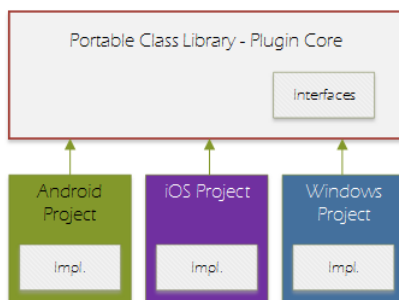 Portable Class Library - Plugin Core
Interfaces
Android
Project
iOS Project
Windows
Project
Impl.
Impl.
Impl.